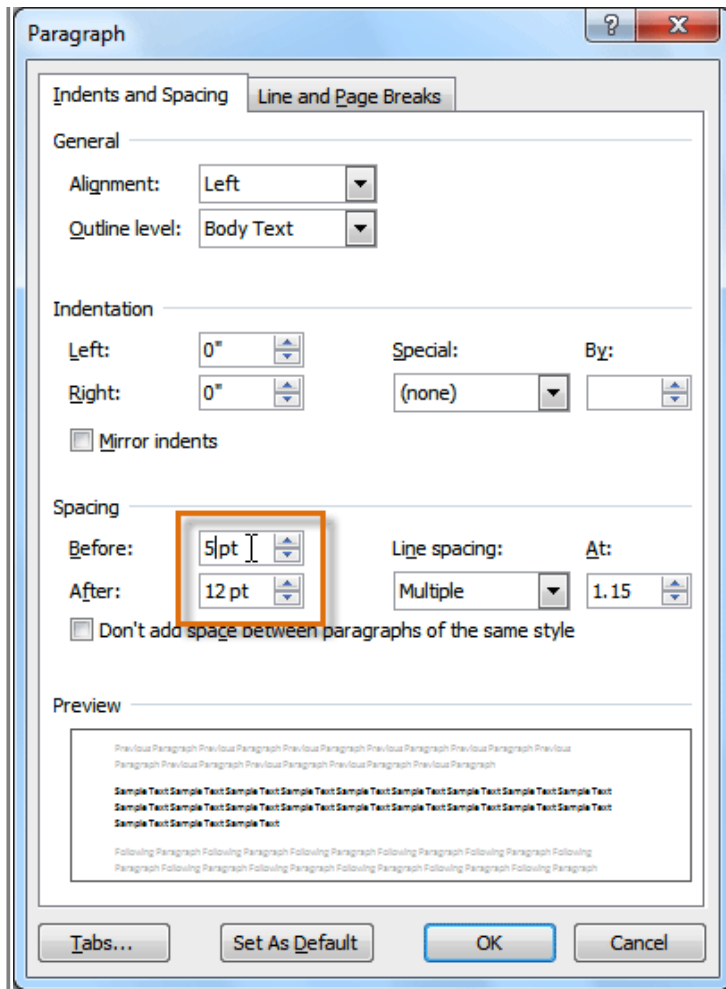 Paragraph
Indents and Spacing
Line and Page Breaks
General
Alignment: Left
Outline level: Body Text
Indentation
Left: 0" Special: By:
Right: 0" (none)
Mirror indents
Spacing
Before: 5 pt Line spacing: At:
After: 12 pt Multiple 1.15
Don't add space between paragraphs of the same style
Preview
Previous Paragraph Previous Paragraph Previous Paragraph Previous Paragraph Previous Paragraph Previous
Paragraph Previous Paragraph Previous Paragraph Previous Paragraph Previous Paragraph
Sample Text Sample Text Sample Text Sample Text Sample Text Sample Text Sample Text Sample Text Sample Text
Sample Text Sample Text Sample Text Sample Text Sample Text Sample Text Sample Text Sample Text Sample Text
Sample Text Sample Text Sample Text
Following Paragraph Following Paragraph Following Paragraph Following Paragraph Following Paragraph Following
Paragraph Following Paragraph Following Paragraph Following Paragraph Following Paragraph Following Paragraph
Tabs... Set As Default OK Cancel